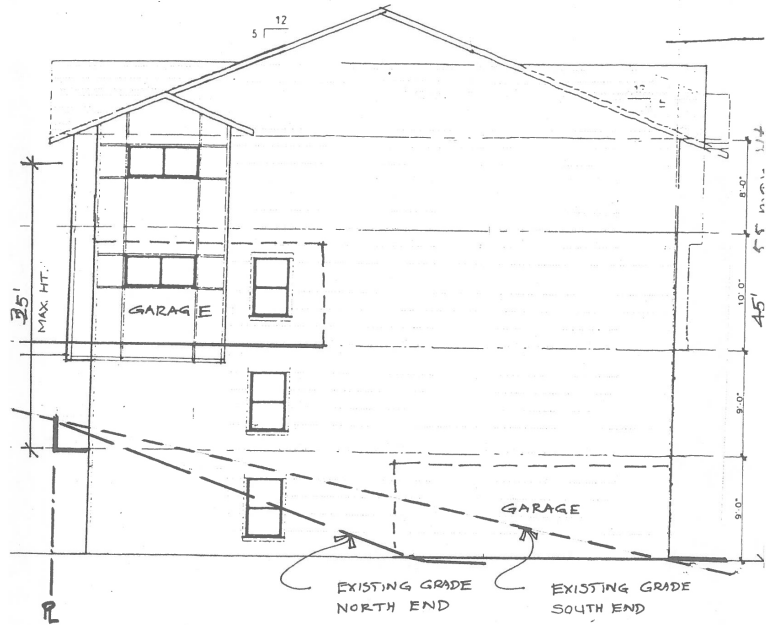 12
5
12
8'-0"
MAX. HT.
35'
GARAGE
10'-0"
45'
9'-0"
GARAGE
9'-0"
EXISTING GRADE
NORTH END
EXISTING GRADE
SOUTH END
PL